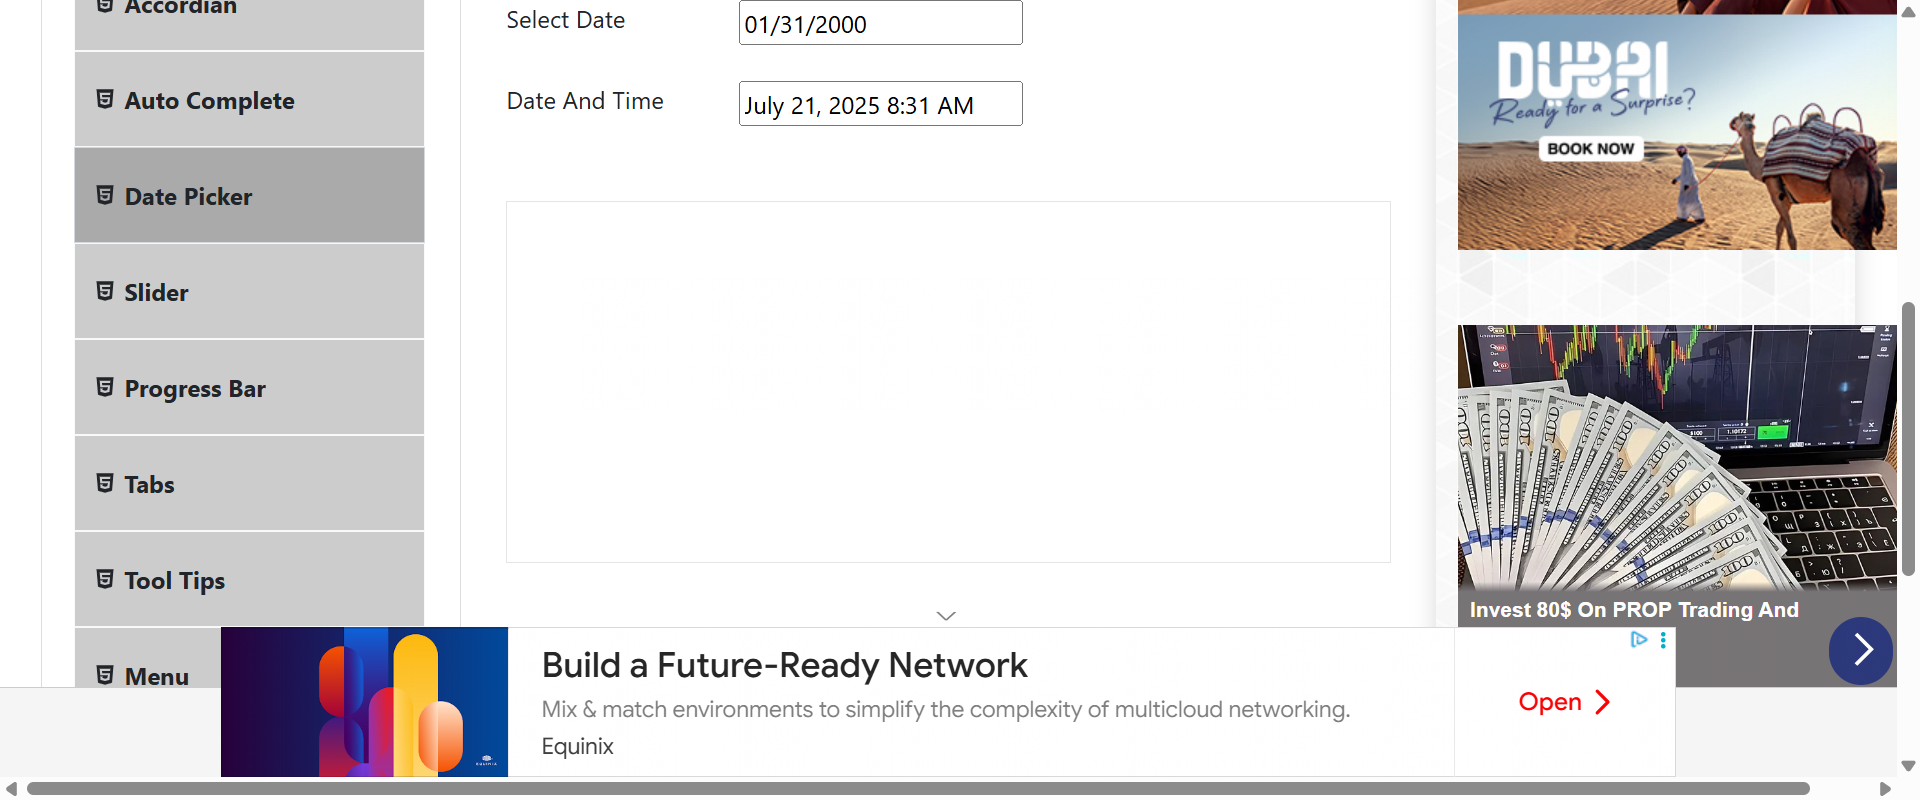 Accordian
Auto Complete
Date Picker
Slider
Progress Bar
Tabs
Tool Tips
Menu
Select Date
01/31/2000
Date And Time
July 21, 2025 8:31 AM
DUBAI
Ready for a Surprise?
BOOK NOW
Invest 80$ On PROP Trading And
Build a Future-Ready Network
Mix & match environments to simplify the complexity of multicloud networking.
Equinix
EQUINIX
Open